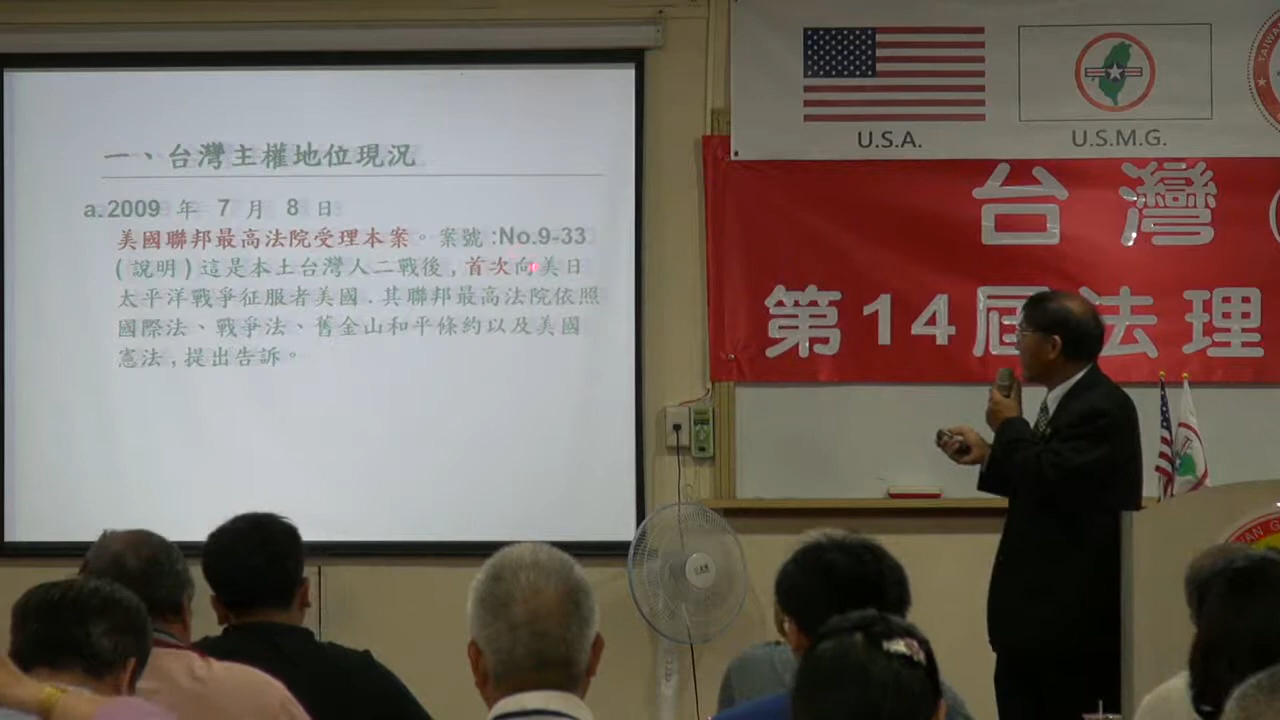 一、台灣主權地位現況
a.2009 年 7 月 8 日
美國聯邦最高法院受理本案。案號:No.9-33
(說明)這是本土台灣人二戰後,首次向美日
太平洋戰爭征服者美國.其聯邦最高法院依照
國際法、戰爭法、舊金山和平條約以及美國
憲法,提出告訴。
U.S.A.
U.S.M.G.
台灣
第14屆法理